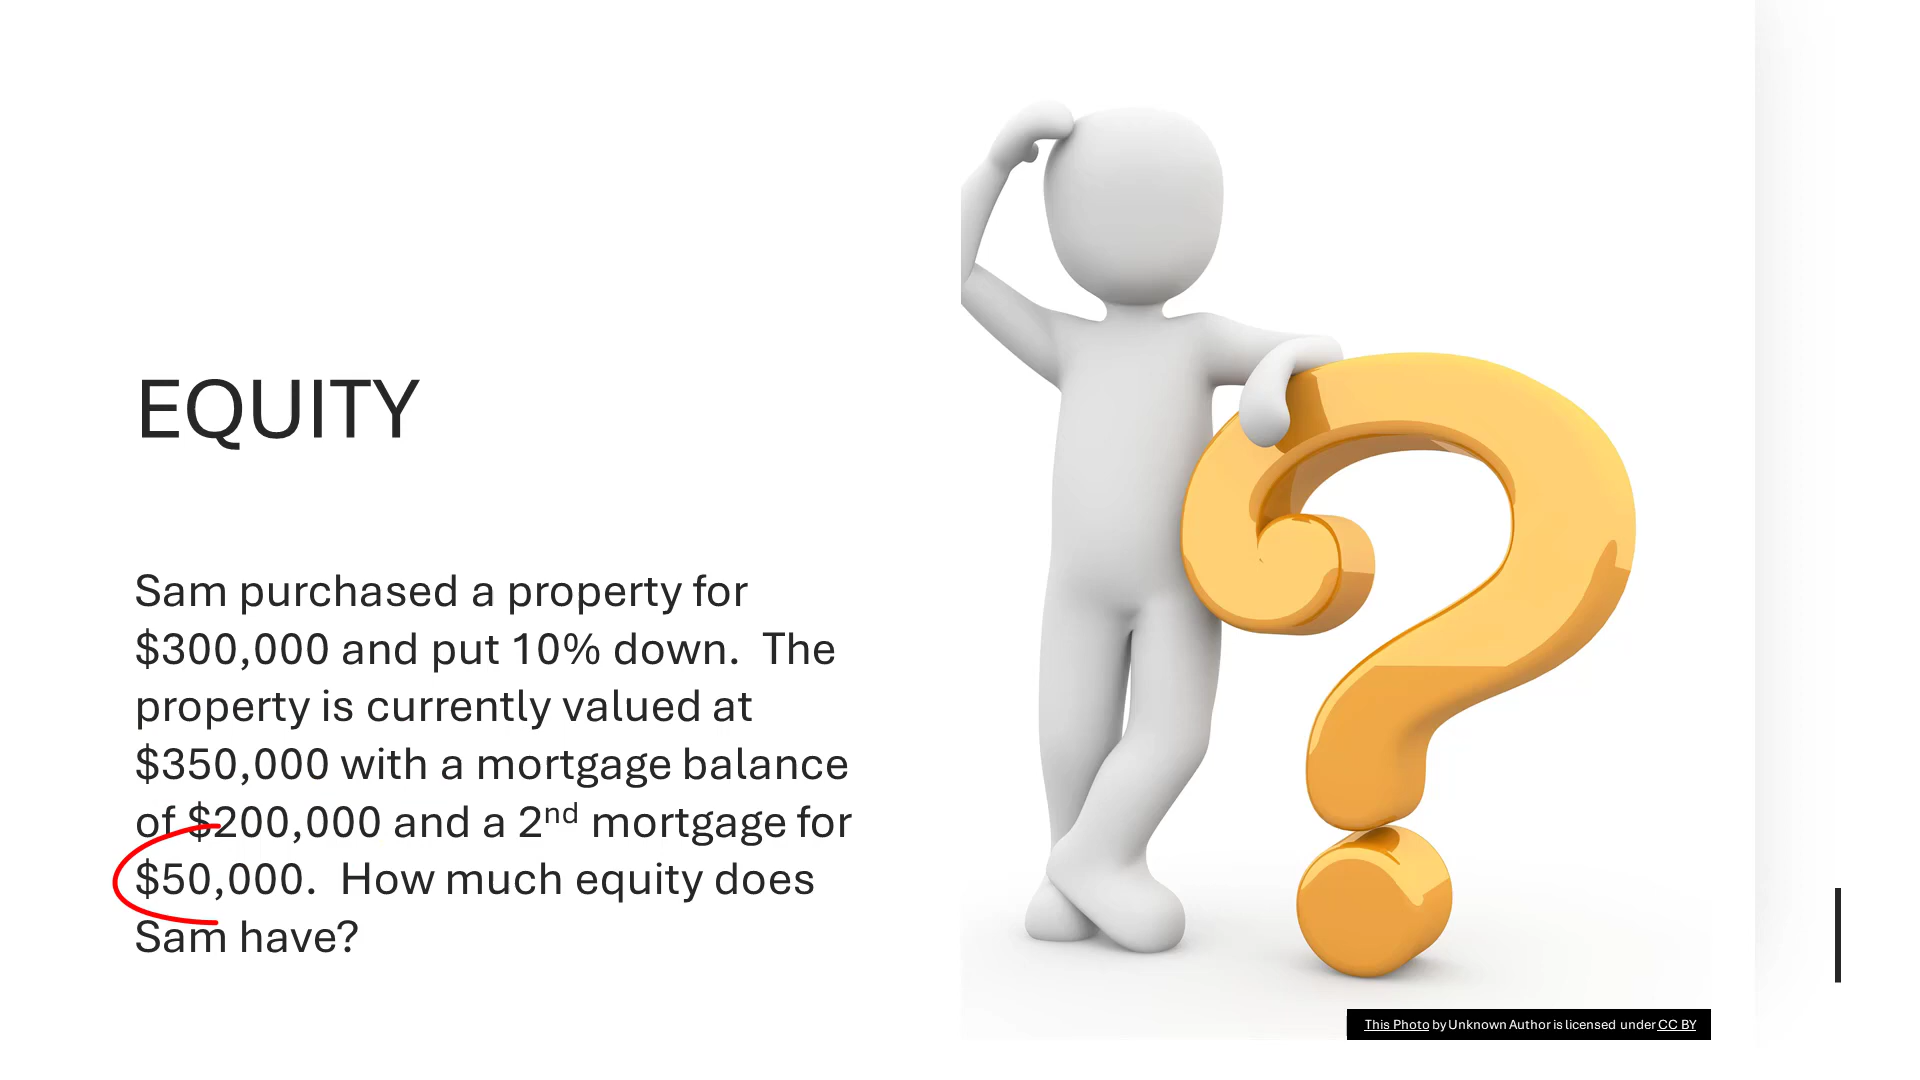 EQUITY
Sam purchased a property for
$300,000 and put 10% down.  The
property is currently valued at
$350,000 with a mortgage balance
of $200,000 and a 2nd mortgage for
$50,000.  How much equity does
Sam have?
This Photo by Unknown Author is licensed under CC BY